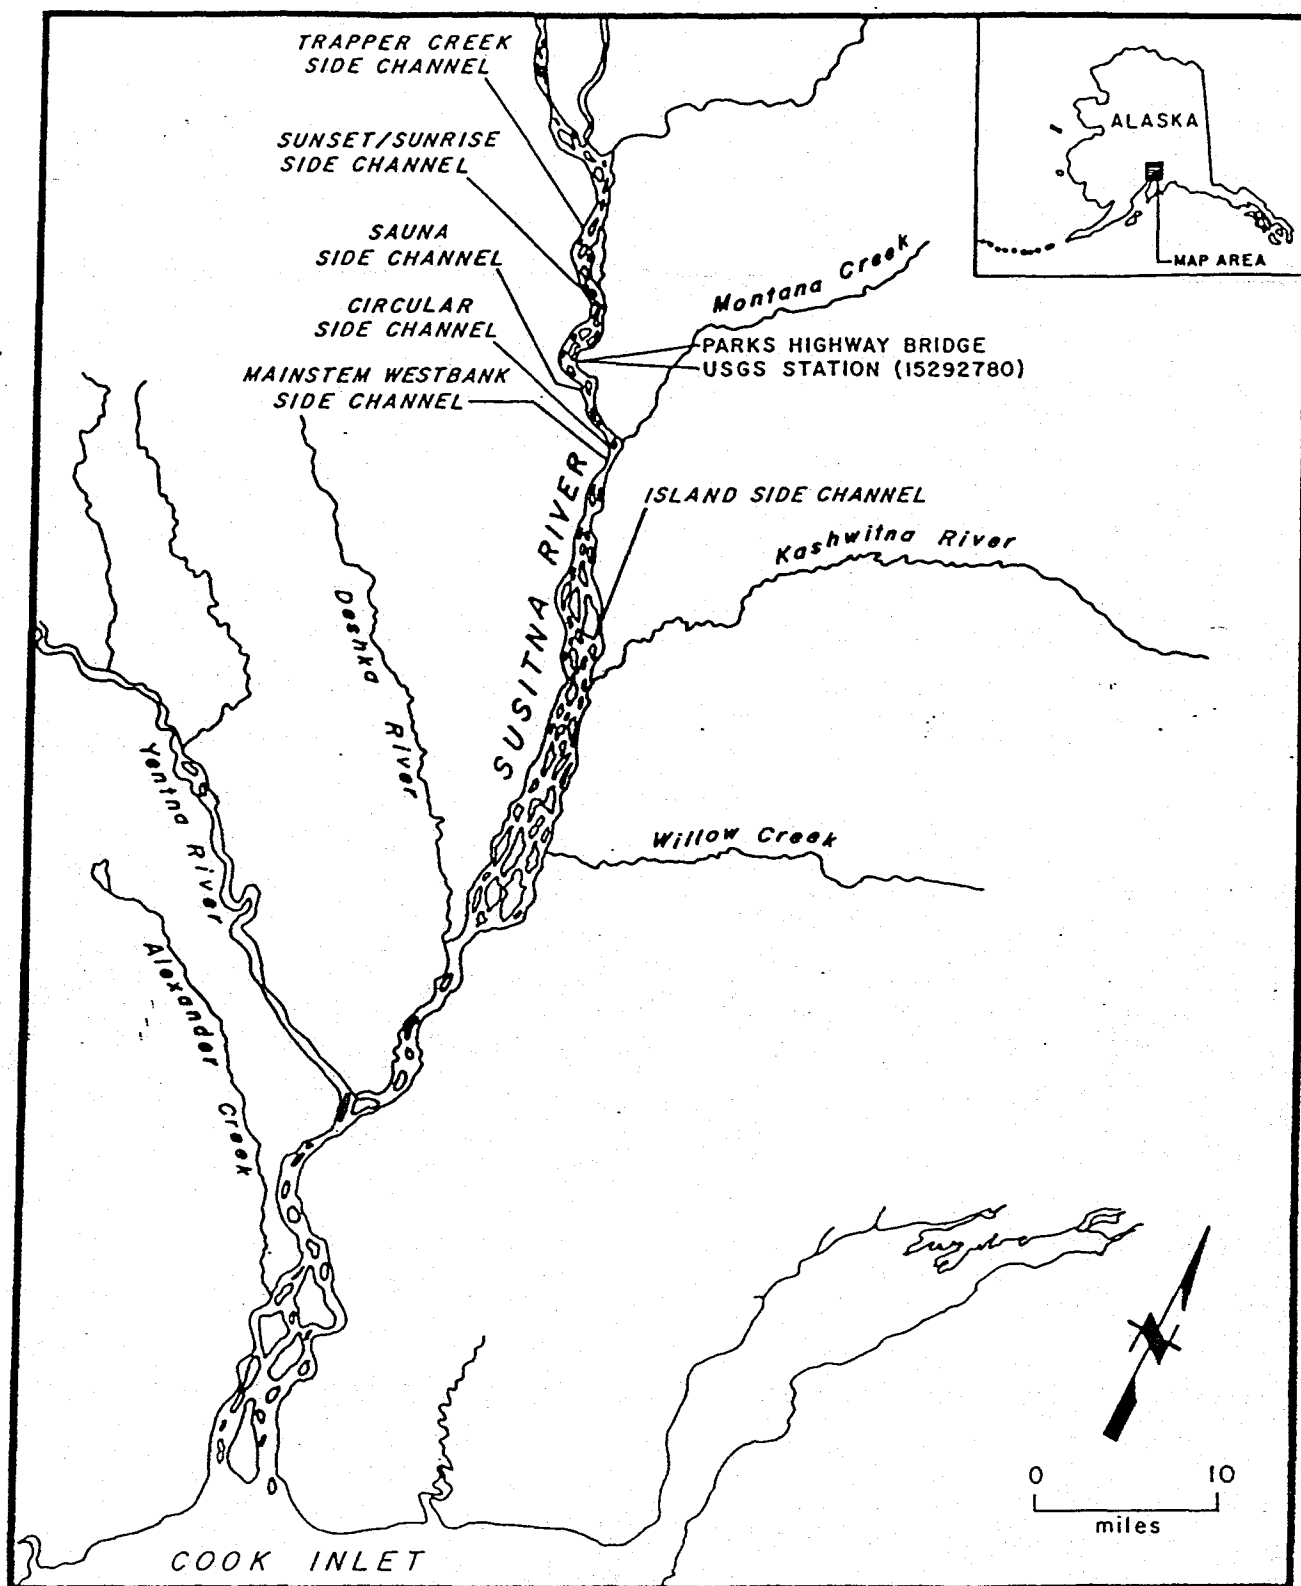 TRAPPER CREEK
SIDE CHANNEL
SUNSET/SUNRISE
SIDE CHANNEL
SAUNA
SIDE CHANNEL
CIRCULAR
SIDE CHANNEL
MAINSTEM WESTBANK
SIDE CHANNEL
ALASKA
MAP AREA
Montana Creek
PARKS HIGHWAY BRIDGE
USGS STATION (15292780)
ISLAND SIDE CHANNEL
Kashwitna River
SUSITNA RIVER
Deshka River
Yentna River
Willow Creek
Alexander Creek
0 10
miles
COOK INLET